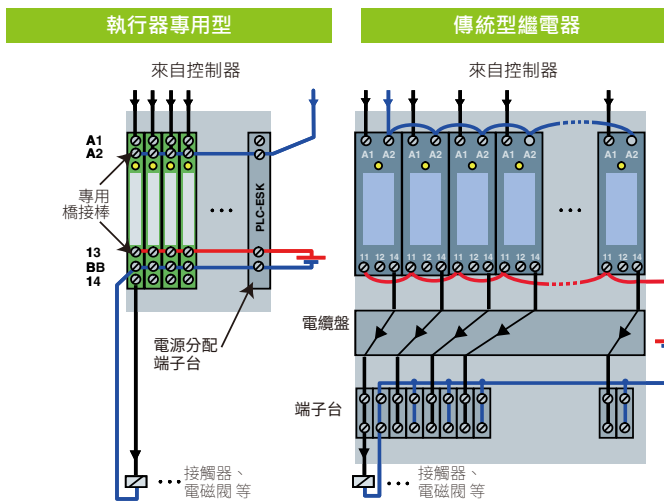 執行器專用型
來自控制器
A1
A2
專用
橋接棒
13
BB
14
PLC-ESK
電源分配
端子台
接觸器、
電磁閥 等
傳統型繼電器
來自控制器
A1 A2 A1 A2 A1 A2 A1 A2 A1 A2
11 12 14 11 12 14 11 12 14 11 12 14 11 12 14
電纜盤
端子台
接觸器、
電磁閥 等